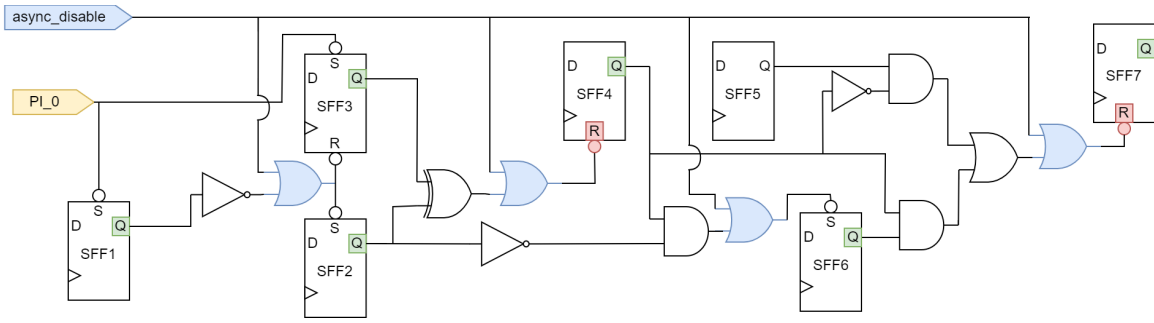 async_disable
PI_0
S
D
Q
SFF1
S
D
Q
SFF3
R
S
D
Q
SFF2
D
Q
SFF4
R
D
Q
SFF5
S
D
Q
SFF6
D
Q
SFF7
R